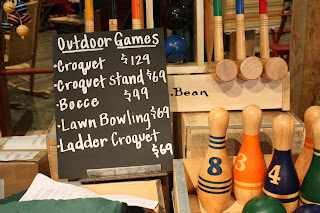 Outdoor Games
-Croquet $129
-Croquet stand $69
-Bocce $99
-Lawn Bowling $69
-Ladder Croquet $69
.Bean
8
3
4